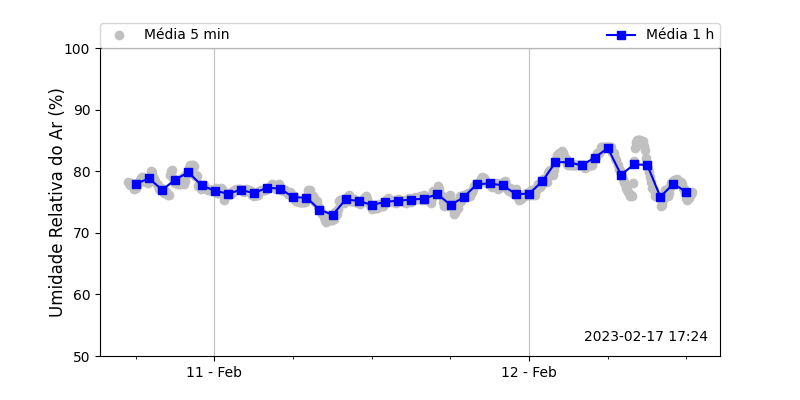 Média 5 min Média 1 h
Umidade Relativa do Ar (%)
100
90
80
70
60
50
2023-02-17 17:24
11 - Feb 12 - Feb